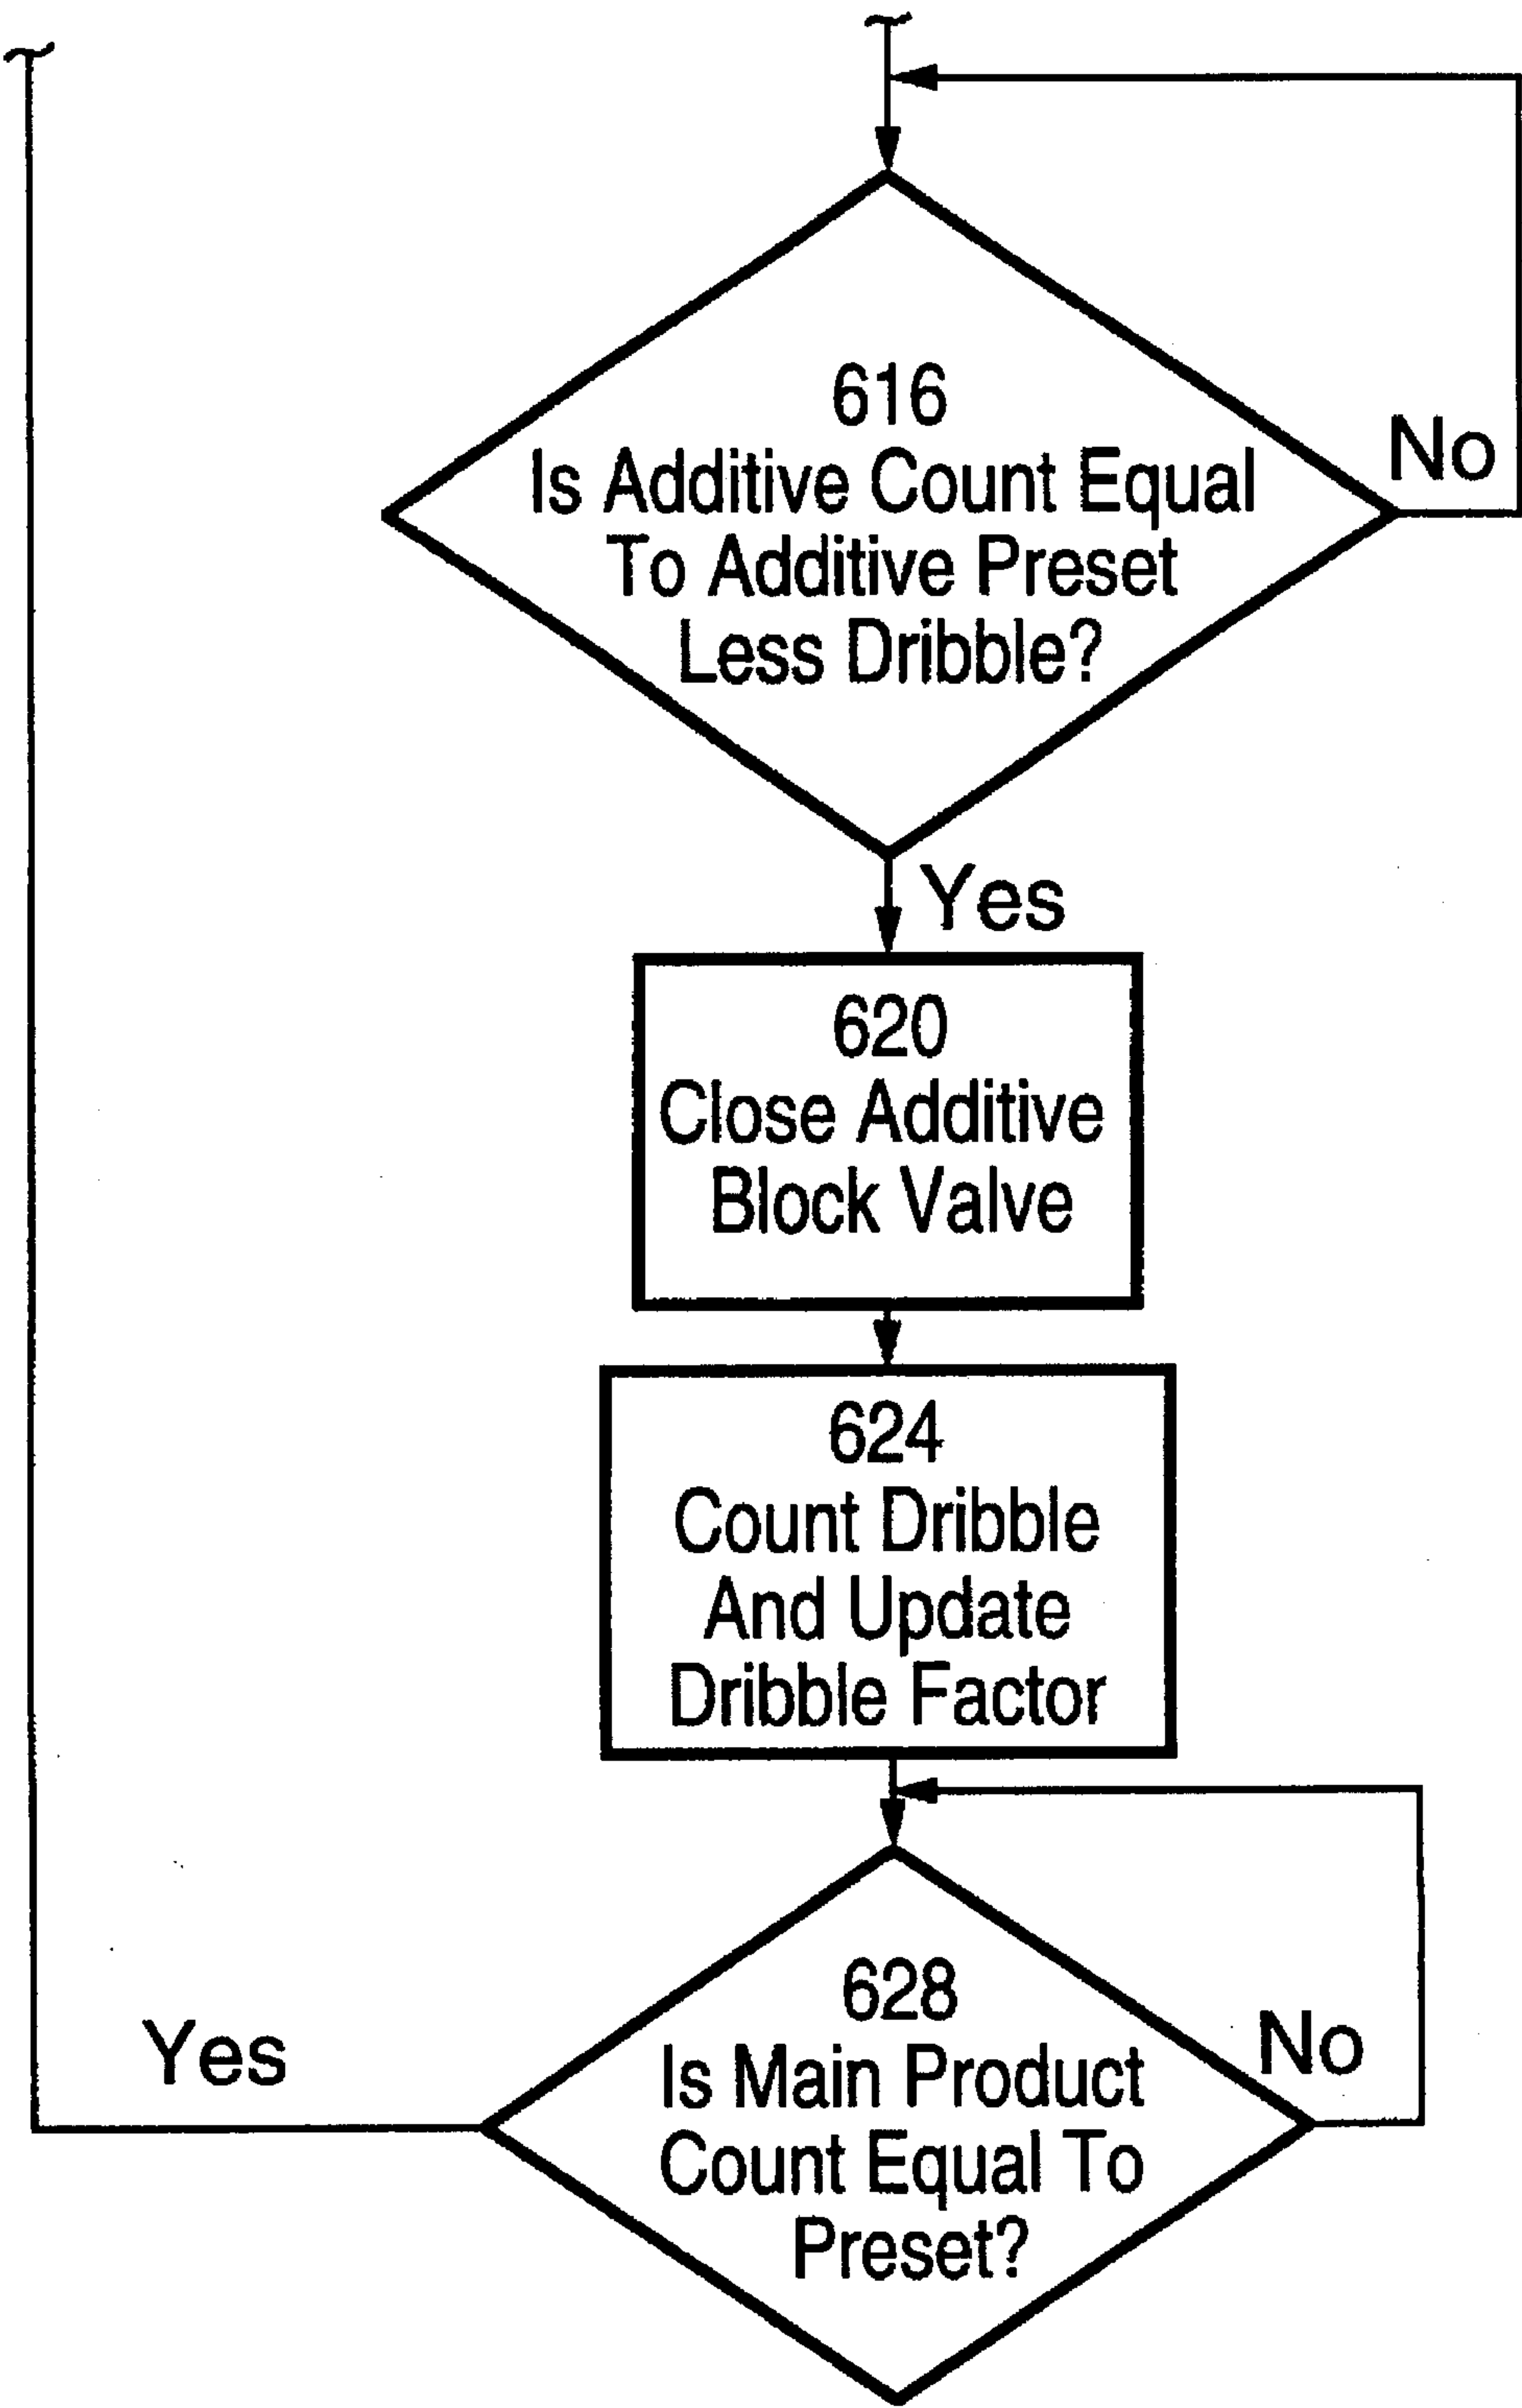 616
Is Additive Count Equal
To Additive Preset
Less Dribble?
No
Yes
620
Close Additive
Block Valve
624
Count Dribble
And Update
Dribble Factor
628
Is Main Product
Count Equal To
Preset?
No
Yes